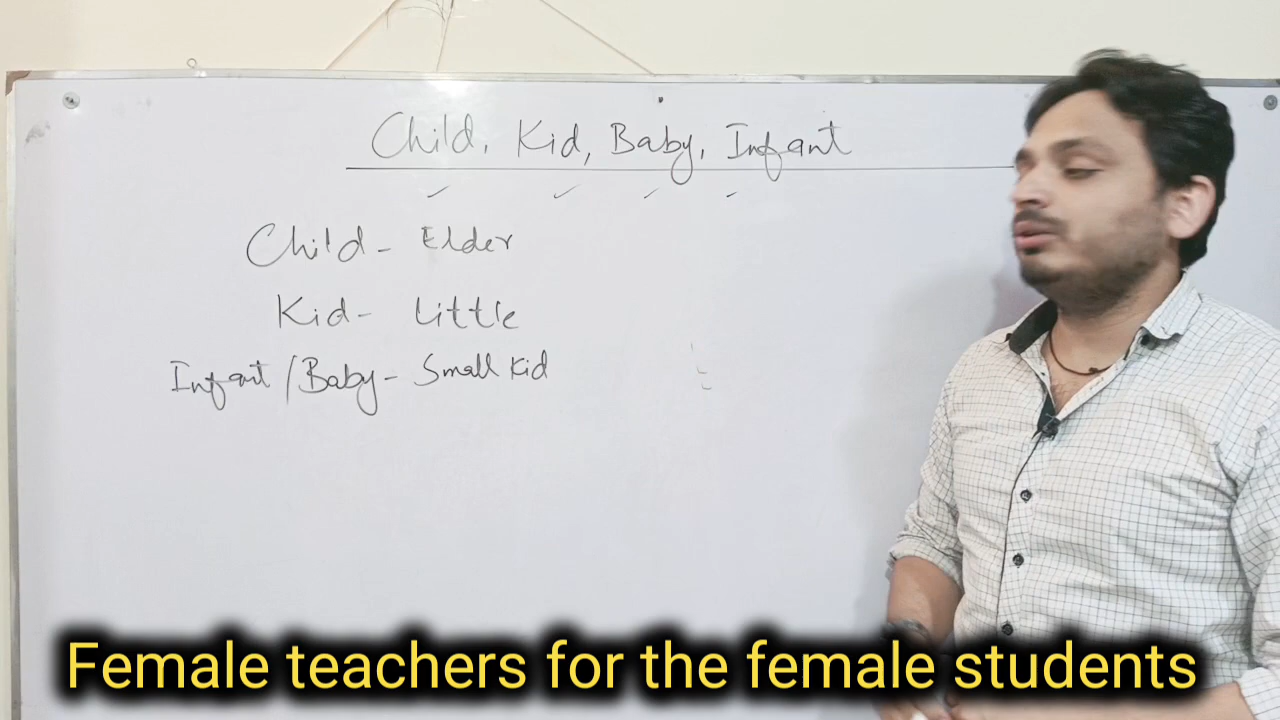 Child, Kid, Baby, Infant
Child - Elder
Kid - Little
Infant / Baby - Small Kid
Female teachers for the female students